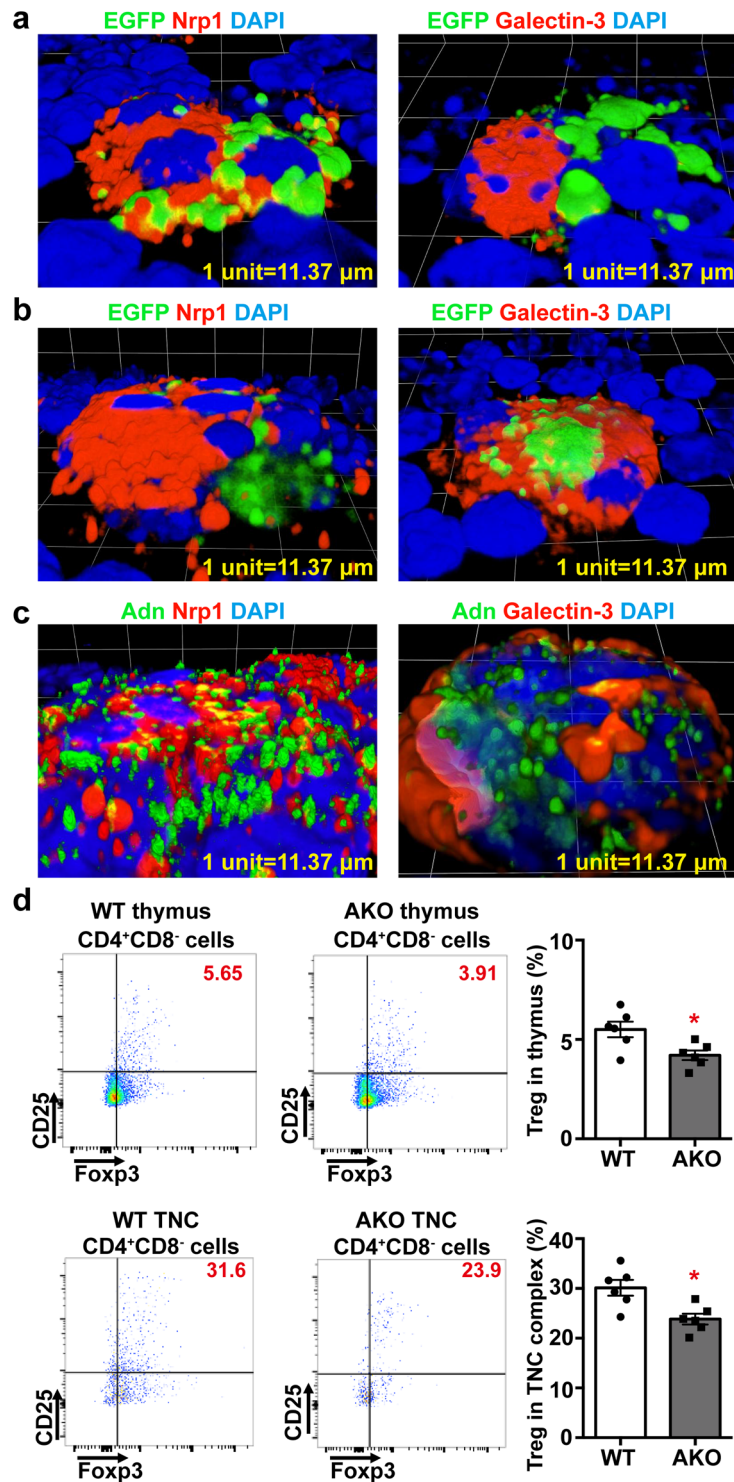 a
EGFP Nrp1 DAPI
EGFP Galectin-3 DAPI
1 unit=11.37 µm
1 unit=11.37 µm
b
EGFP Nrp1 DAPI
EGFP Galectin-3 DAPI
1 unit=11.37 µm
1 unit=11.37 µm
c
Adn Nrp1 DAPI
Adn Galectin-3 DAPI
1 unit=11.37 µm
1 unit=11.37 µm
d
WT thymus
CD4⁺CD8⁻ cells
5.65
CD25
Foxp3
AKO thymus
CD4⁺CD8⁻ cells
3.91
CD25
Foxp3
Treg in thymus (%)
10
5
0
*
WT
AKO
WT TNC
CD4⁺CD8⁻ cells
31.6
CD25
Foxp3
AKO TNC
CD4⁺CD8⁻ cells
23.9
CD25
Foxp3
Treg in TNC complex (%)
40
30
20
10
0
*
WT
AKO